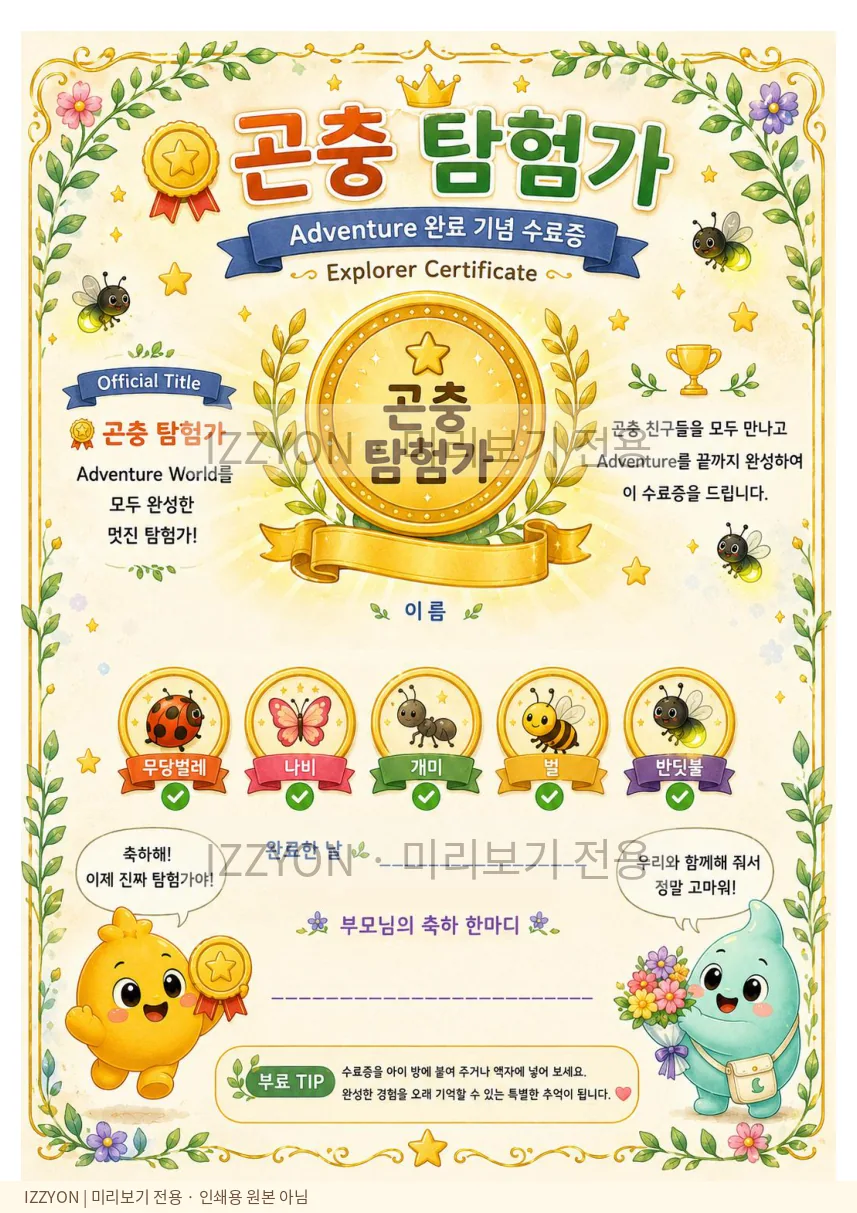 곤충 탐험가
Adventure 완료 기념 수료증
Explorer Certificate
Official Title
곤충 탐험가
Adventure World를
모두 완성한
멋진 탐험가!
곤충
탐험가
곤충 친구들을 모두 만나고
Adventure를 끝까지 완성하여
이 수료증을 드립니다.
IZZYON · 미리보기 전용
이름
무당벌레
나비
개미
벌
반딧불
축하해!
이제 진짜 탐험가야!
완료한 날
IZZYON · 미리보기 전용
우리와 함께해 줘서
정말 고마워!
부모님의 축하 한마디
부료 TIP
수료증을 아이 방에 붙여 주거나 액자에 넣어 보세요.
완성한 경험을 오래 기억할 수 있는 특별한 추억이 됩니다.
IZZYON | 미리보기 전용 · 인쇄용 원본 아님